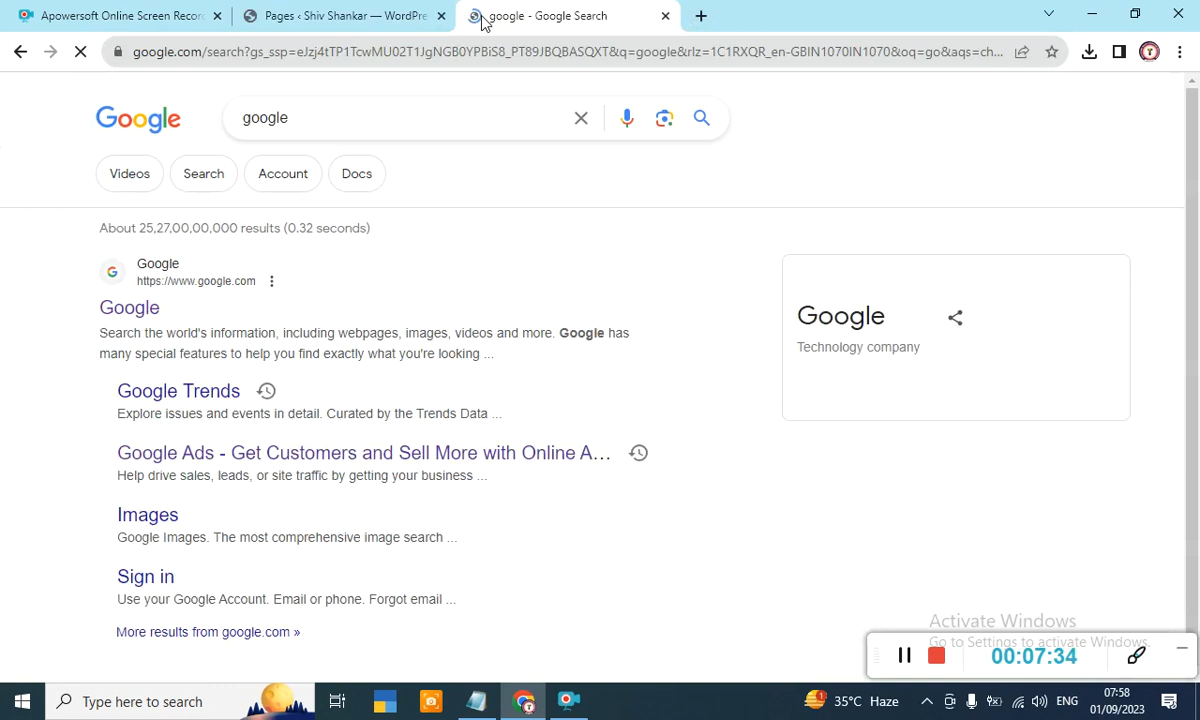 Apowersoft Online Screen Recor
Pages ‹ Shiv Shankar — WordPre
google - Google Search
google.com/search?gs_ssp=eJzj4tTP1TcwMU02T1JgNGB0YPBiS8_PT89JBQBASQXT&q=google&rlz=1C1RXQR_en-GBIN1070IN1070&oq=go&aqs=ch...
Google
google
Videos
Search
Account
Docs
About 25,27,00,00,000 results (0.32 seconds)
Google
https://www.google.com
Google
Search the world's information, including webpages, images, videos and more. Google has
many special features to help you find exactly what you're looking ...
Google
Technology company
Google Trends
Explore issues and events in detail. Curated by the Trends Data ...
Google Ads - Get Customers and Sell More with Online A...
Help drive sales, leads, or site traffic by getting your business ...
Images
Google Images. The most comprehensive image search ...
Sign in
Use your Google Account. Email or phone. Forgot email ...
More results from google.com »
Activate Windows
Go to Settings to activate Windows.
00:07:34
Type here to search
1
35°C Haze
ENG
07:58
01/09/2023